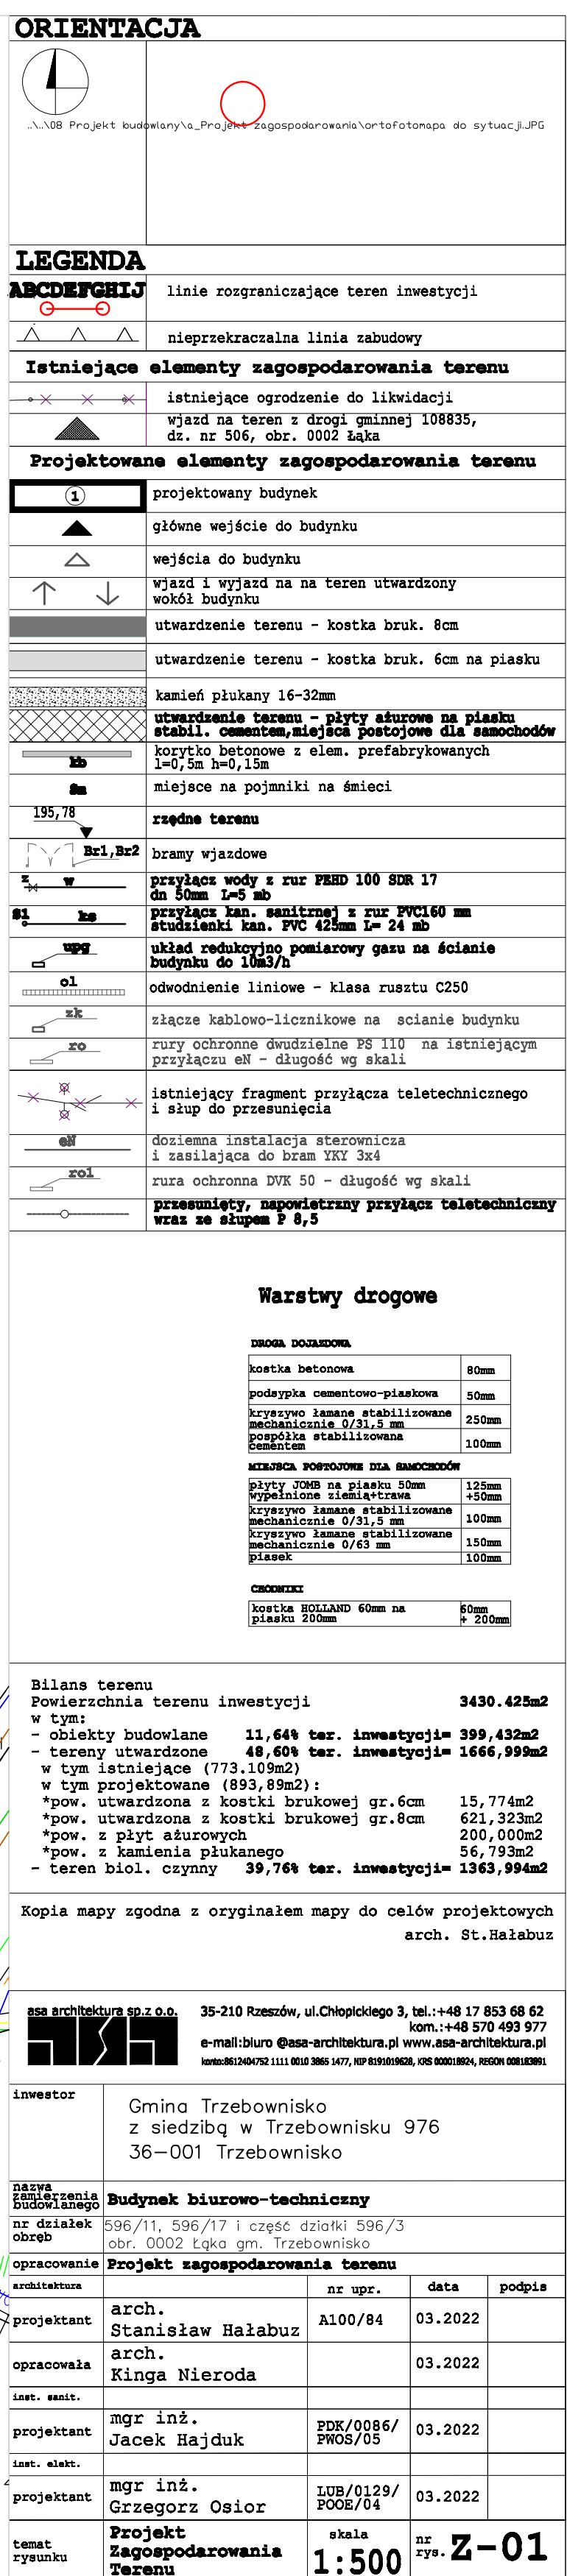 ORIENTACJA
..\..\08 Projekt budowlany\a_Projekt zagospodarowania\ortofotomapa do sytuacji.JPG
LEGENDA
ABCDEFGHIJ
linie rozgraniczające teren inwestycji
nieprzekraczalna linia zabudowy
Istniejące elementy zagospodarowania terenu
istniejące ogrodzenie do likwidacji
wjazd na teren z drogi gminnej 108835,
dz. nr 506, obr. 0002 Łąka
Projektowane elementy zagospodarowania terenu
1 projektowany budynek
główne wejście do budynku
wejścia do budynku
wjazd i wyjazd na na teren utwardzony
wokół budynku
utwardzenie terenu - kostka bruk. 8cm
utwardzenie terenu - kostka bruk. 6cm na piasku
kamień płukany 16-32mm
utwardzenie terenu - płyty ażurowe na piasku
stabil. cementem,miejsca postojowe dla samochodów
kb korytko betonowe z elem. prefabrykowanych
l=0,5m h=0,15m
Śm miejsce na pojmniki na śmieci
195,78 rzędne terenu
Br1,Br2 bramy wjazdowe
z w przyłącz wody z rur PEHD 100 SDR 17
dn 50mm L=5 mb
S1 ks przyłącz kan. sanitrnej z rur PVC160 mm
studzienki kan. PVC 425mm L= 24 mb
upg układ redukcyjno pomiarowy gazu na ścianie
budynku do 10m3/h
ol odwodnienie liniowe - klasa rusztu C250
zk złącze kablowo-licznikowe na scianie budynku
ro rury ochronne dwudzielne PS 110 na istniejącym
przyłączu eN - długość wg skali
istniejący fragment przyłącza teletechnicznego
i słup do przesunięcia
eN doziemna instalacja sterownicza
i zasilająca do bram YKY 3x4
ro1 rura ochronna DVK 50 - długość wg skali
przesunięty, napowietrzny przyłącz teletechniczny
wraz ze słupem P 8,5
Warstwy drogowe
DROGA DOJAZDOWA
kostka betonowa 80mm
podsypka cementowo-piaskowa 50mm
kryszywo łamane stabilizowane
mechanicznie 0/31,5 mm 250mm
pospółka stabilizowana
cementem 100mm
MIEJSCA POSTOJOWE DLA SAMOCHODÓW
płyty JOMB na piasku 50mm 125mm
wypełnione ziemią+trawa +50mm
kryszywo łamane stabilizowane
mechanicznie 0/31,5 mm 100mm
kryszywo łamane stabilizowane
mechanicznie 0/63 mm 150mm
piasek 100mm
CHODNIKI
kostka HOLLAND 60mm na 60mm
piasku 200mm + 200mm
Bilans terenu
Powierzchnia terenu inwestycji 3430.425m2
w tym:
- obiekty budowlane 11,64% ter. inwestycji= 399,432m2
- tereny utwardzone 48,60% ter. inwestycji= 1666,999m2
w tym istniejące (773.109m2)
w tym projektowane (893,89m2):
*pow. utwardzona z kostki brukowej gr.6cm 15,774m2
*pow. utwardzona z kostki brukowej gr.8cm 621,323m2
*pow. z płyt ażurowych 200,000m2
*pow. z kamienia płukanego 56,793m2
- teren biol. czynny 39,76% ter. inwestycji= 1363,994m2
Kopia mapy zgodna z oryginałem mapy do celów projektowych
arch. St.Hałabuz
asa architektura sp.z o.o. 35-210 Rzeszów, ul.Chłopickiego 3, tel.:+48 17 853 68 62
kom.:+48 570 493 977
e-mail:biuro @asa-architektura.pl www.asa-architektura.pl
konto:8612404752 1111 0010 3865 1477, NIP 8191019628, KRS 000018924, REGON 008183891
inwestor
Gmina Trzebownisko
z siedzibą w Trzebownisku 976
36-001 Trzebownisko
nazwa
zamierzenia
budowlanego Budynek biurowo-techniczny
nr działek 596/11, 596/17 i część działki 596/3
obręb obr. 0002 Łąka gm. Trzebownisko
opracowanie Projekt zagospodarowania terenu
architektura nr upr. data podpis
projektant arch.
Stanisław Hałabuz A100/84 03.2022
opracowała arch.
Kinga Nieroda 03.2022
inst. sanit.
projektant mgr inż.
Jacek Hajduk PDK/0086/
PWOS/05 03.2022
inst. elekt.
projektant mgr inż.
Grzegorz Osior LUB/0129/
POOE/04 03.2022
temat
rysunku Projekt
Zagospodarowania
Terenu skala
1:500 nr
rys. Z-01